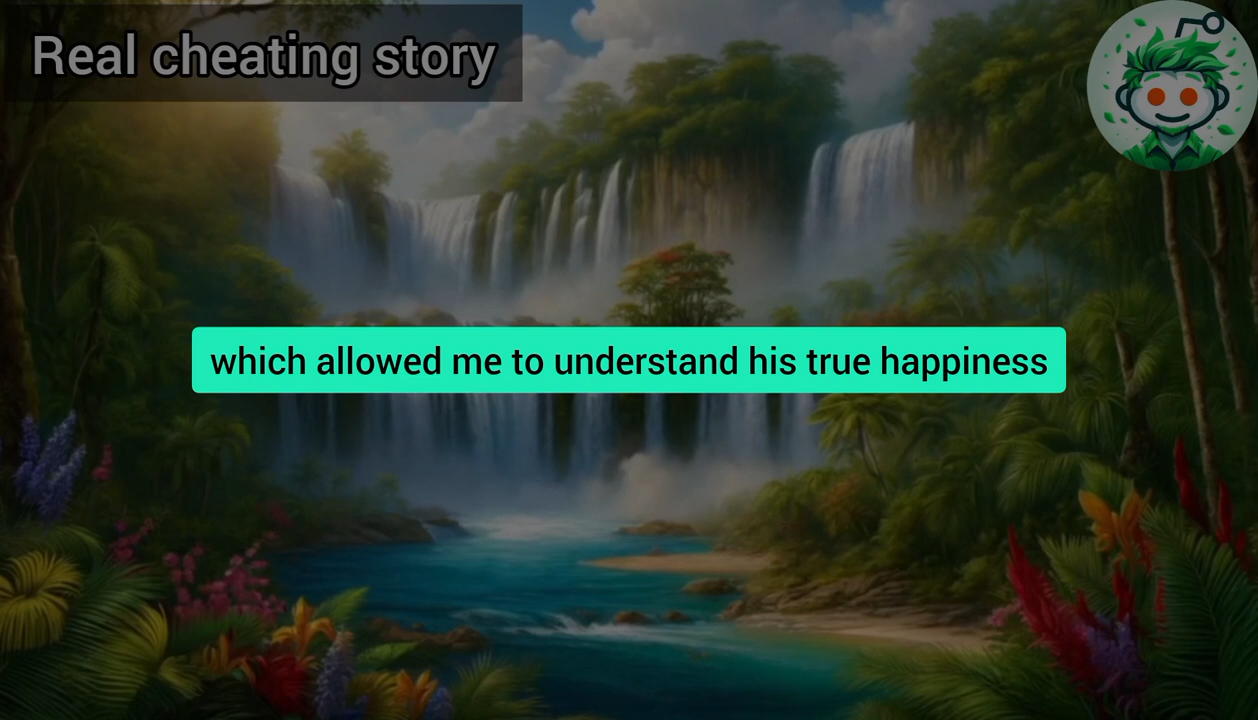 Real cheating story
which allowed me to understand his true happiness